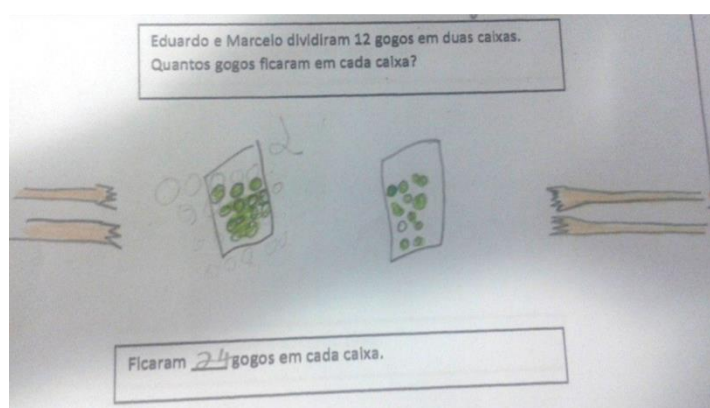 Eduardo e Marcelo dividiram 12 gogos em duas caixas.
Quantos gogos ficaram em cada caixa?
Ficaram 24 gogos em cada caixa.